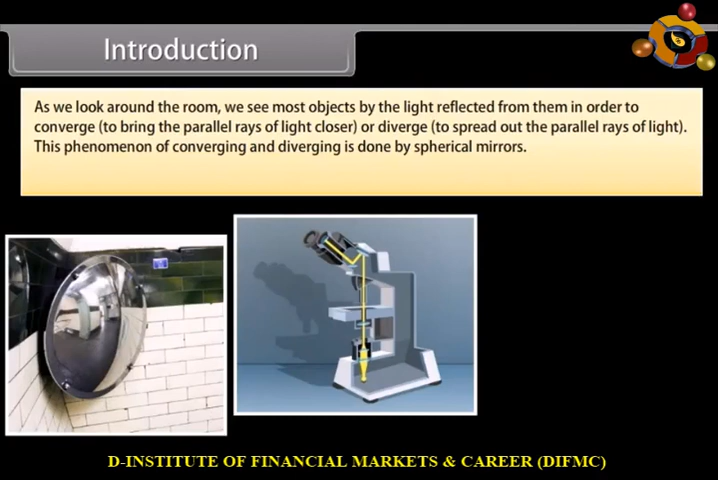 Introduction
As we look around the room, we see most objects by the light reflected from them in order to
converge (to bring the parallel rays of light closer) or diverge (to spread out the parallel rays of light).
This phenomenon of converging and diverging is done by spherical mirrors.
D-INSTITUTE OF FINANCIAL MARKETS & CAREER (DIFMC)